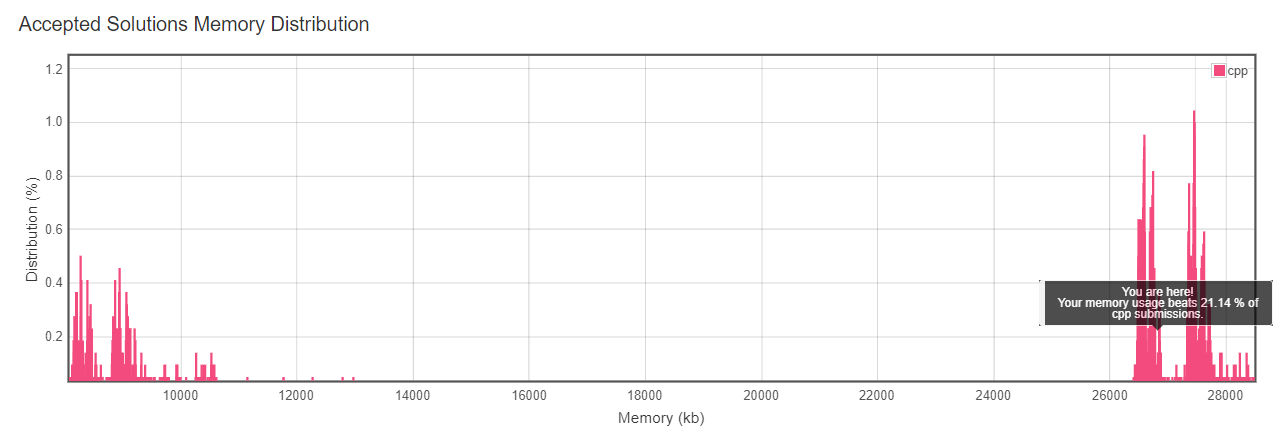 Accepted Solutions Memory Distribution
1.2
1.0
0.8
0.6
0.4
0.2
Distribution (%)
cpp
You are here!
Your memory usage beats 21.14 % of
cpp submissions.
10000 12000 14000 16000 18000 20000 22000 24000 26000 28000
Memory (kb)